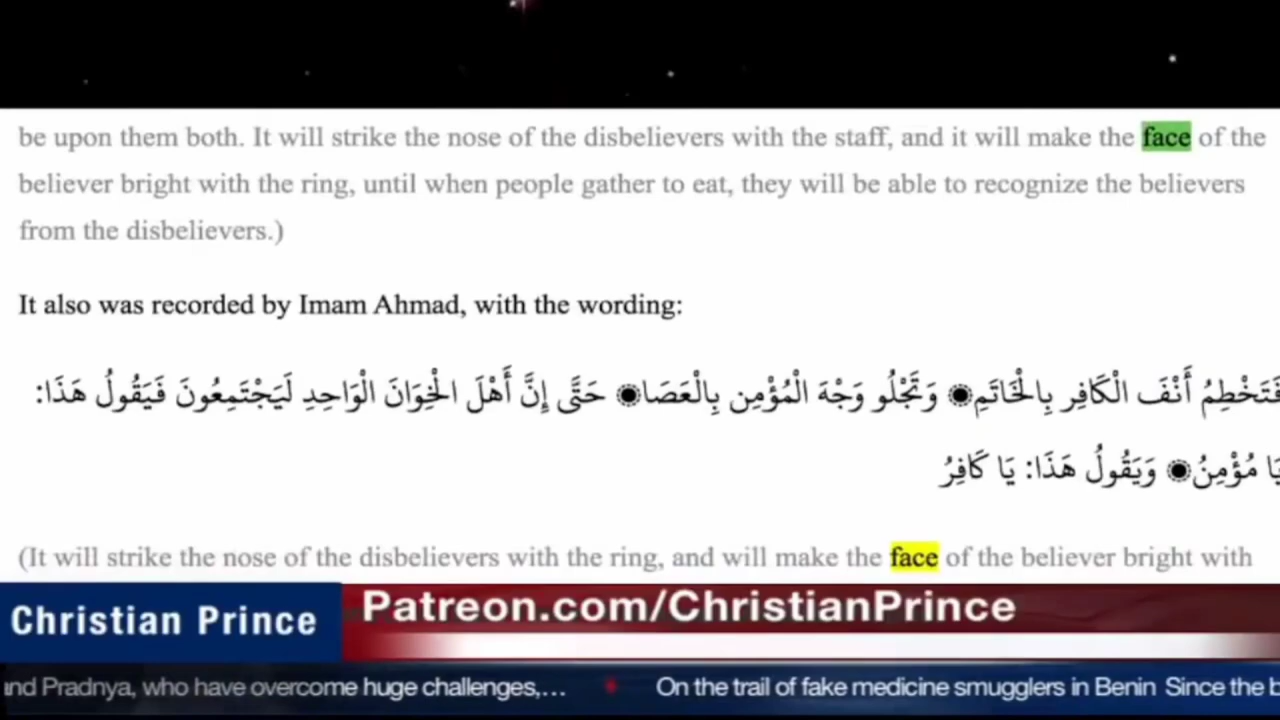 be upon them both. It will strike the nose of the disbelievers with the staff, and it will make the face of the
believer bright with the ring, until when people gather to eat, they will be able to recognize the believers
from the disbelievers.)
It also was recorded by Imam Ahmad, with the wording:
فَتَخْطِمُ أَنْفَ الْكَافِرِ بِالْخَاتَمِ وَتَجْلُو وَجْهَ الْمُؤْمِنِ بِالْعَصَا حَتَّى إِنَّ أَهْلَ الْخِوَانَ الْوَاحِدِ لَيَجْتَمِعُونَ فَيَقُولُ هَذَا:
يَا مُؤْمِنُ وَيَقُولُ هَذَا: يَا كَافِرُ
(It will strike the nose of the disbelievers with the ring, and will make the face of the believer bright with
Christian Prince
Patreon.com/ChristianPrince
and Pradnya, who have overcome huge challenges,... On the trail of fake medicine smugglers in Benin Since the